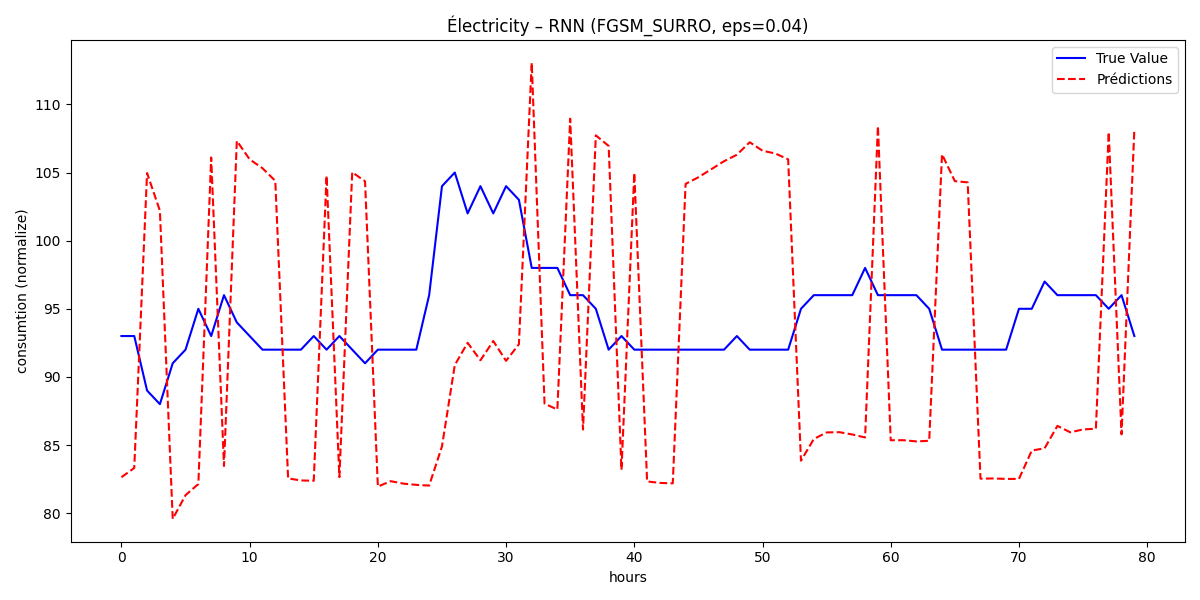 Électricity – RNN (FGSM_SURRO, eps=0.04)
True Value
Prédictions
consumtion (normalize)
110
105
100
95
90
85
80
0 10 20 30 40 50 60 70 80
hours